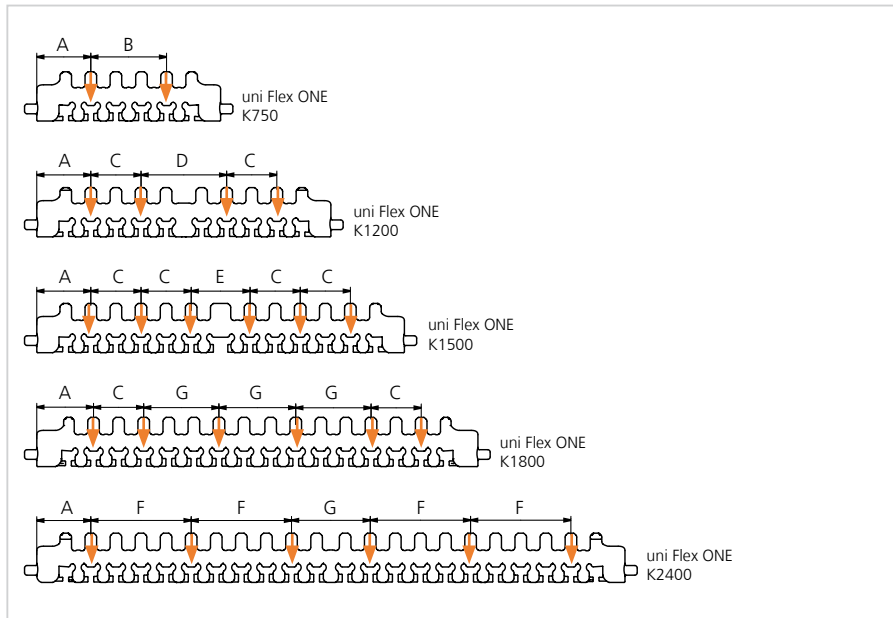 A B
uni Flex ONE
K750
A C D C
uni Flex ONE
K1200
A C C E C C
uni Flex ONE
K1500
A C G G G C
uni Flex ONE
K1800
A F F G F F
uni Flex ONE
K2400